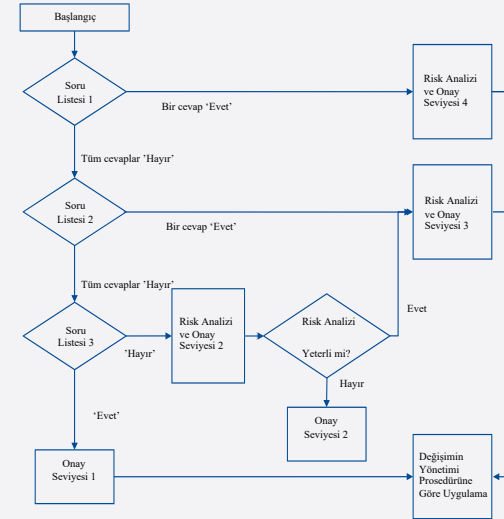 Başlangıç
Soru
Listesi 1
Bir cevap ‘Evet’
Risk Analizi
ve Onay
Seviyesi 4
Tüm cevaplar ’Hayır’
Soru
Listesi 2
Bir cevap ‘Evet’
Risk Analizi
ve Onay
Seviyesi 3
Tüm cevaplar ’Hayır’
Soru
Listesi 3
’Hayır’
Risk Analizi
ve Onay
Seviyesi 2
Risk Analizi
Yeterli mi?
Evet
Hayır
Onay
Seviyesi 2
‘Evet’
Onay
Seviyesi 1
Değişimin
Yönetimi
Prosedürüne
Göre Uygulama